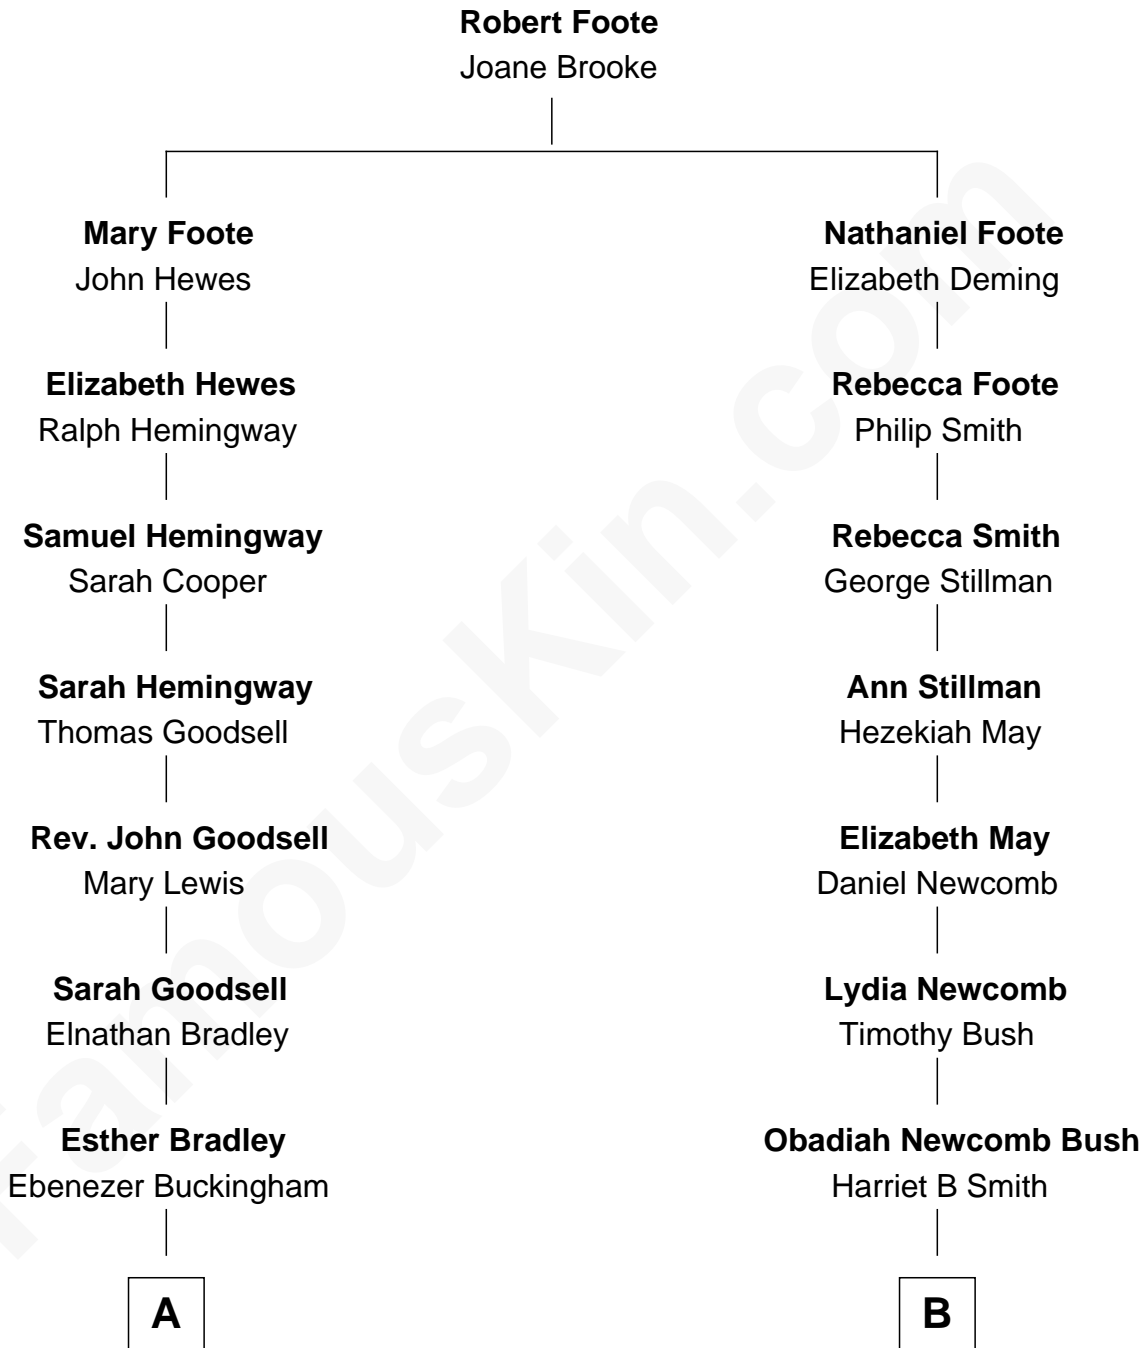 Robert Foote
Joane Brooke
Mary Foote
John Hewes
Nathaniel Foote
Elizabeth Deming
Elizabeth Hewes
Ralph Hemingway
Rebecca Foote
Philip Smith
Samuel Hemingway
Sarah Cooper
Rebecca Smith
George Stillman
Sarah Hemingway
Thomas Goodsell
Ann Stillman
Hezekiah May
Rev. John Goodsell
Mary Lewis
Elizabeth May
Daniel Newcomb
Sarah Goodsell
Elnathan Bradley
Lydia Newcomb
Timothy Bush
Esther Bradley
Ebenezer Buckingham
Obadiah Newcomb Bush
Harriet B Smith
A
B
FamousKin.com